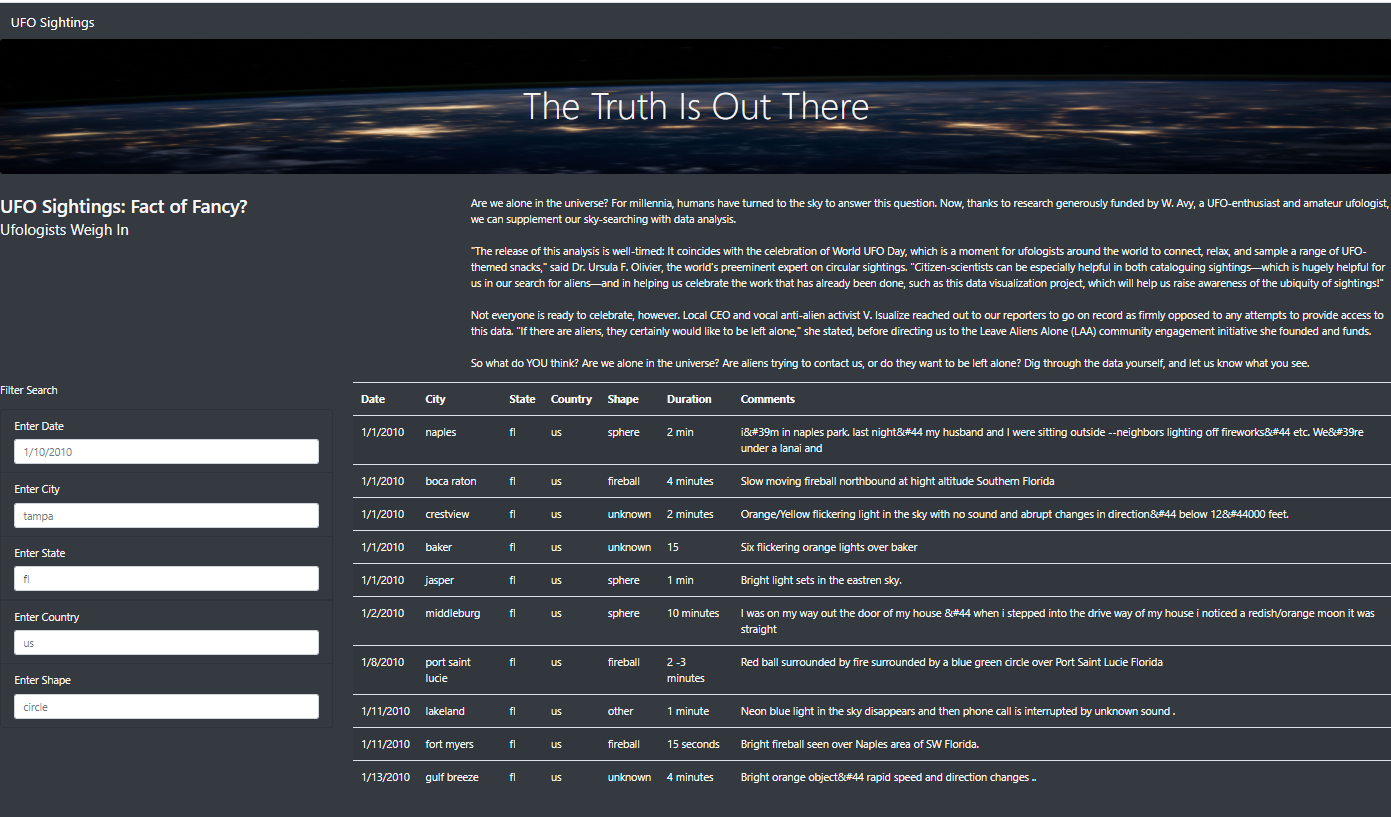 UFO Sightings
The Truth Is Out There
UFO Sightings: Fact of Fancy?
Ufologists Weigh In
Are we alone in the universe? For millennia, humans have turned to the sky to answer this question. Now, thanks to research generously funded by W. Avy, a UFO-enthusiast and amateur ufologist,
we can supplement our sky-searching with data analysis.
"The release of this analysis is well-timed: It coincides with the celebration of World UFO Day, which is a moment for ufologists around the world to connect, relax, and sample a range of UFO-
themed snacks," said Dr. Ursula F. Olivier, the world's preeminent expert on circular sightings. "Citizen-scientists can be especially helpful in both cataloguing sightings—which is hugely helpful for
us in our search for aliens—and in helping us celebrate the work that has already been done, such as this data visualization project, which will help us raise awareness of the ubiquity of sightings!"
Not everyone is ready to celebrate, however. Local CEO and vocal anti-alien activist V. Isualize reached out to our reporters to go on record as firmly opposed to any attempts to provide access to
this data. "If there are aliens, they certainly would like to be left alone," she stated, before directing us to the Leave Aliens Alone (LAA) community engagement initiative she founded and funds.
So what do YOU think? Are we alone in the universe? Are aliens trying to contact us, or do they want to be left alone? Dig through the data yourself, and let us know what you see.
Filter Search
Enter Date
1/10/2010
Enter City
tampa
Enter State
fl
Enter Country
us
Enter Shape
circle
Date City State Country Shape Duration Comments
1/1/2010 naples fl us sphere 2 min i&#39m in naples park. last night&#44 my husband and I were sitting outside --neighbors lighting off fireworks&#44 etc. We&#39re
under a lanai and
1/1/2010 boca raton fl us fireball 4 minutes Slow moving fireball northbound at hight altitude Southern Florida
1/1/2010 crestview fl us unknown 2 minutes Orange/Yellow flickering light in the sky with no sound and abrupt changes in direction&#44 below 12&#44000 feet.
1/1/2010 baker fl us unknown 15 Six flickering orange lights over baker
1/1/2010 jasper fl us sphere 1 min Bright light sets in the eastren sky.
1/2/2010 middleburg fl us sphere 10 minutes I was on my way out the door of my house &#44 when i stepped into the drive way of my house i noticed a redish/orange moon it was
straight
1/8/2010 port saint fl us fireball 2 -3 Red ball surrounded by fire surrounded by a blue green circle over Port Saint Lucie Florida
lucie minutes
1/11/2010 lakeland fl us other 1 minute Neon blue light in the sky disappears and then phone call is interrupted by unknown sound .
1/11/2010 fort myers fl us fireball 15 seconds Bright fireball seen over Naples area of SW Florida.
1/13/2010 gulf breeze fl us unknown 4 minutes Bright orange object&#44 rapid speed and direction changes ..